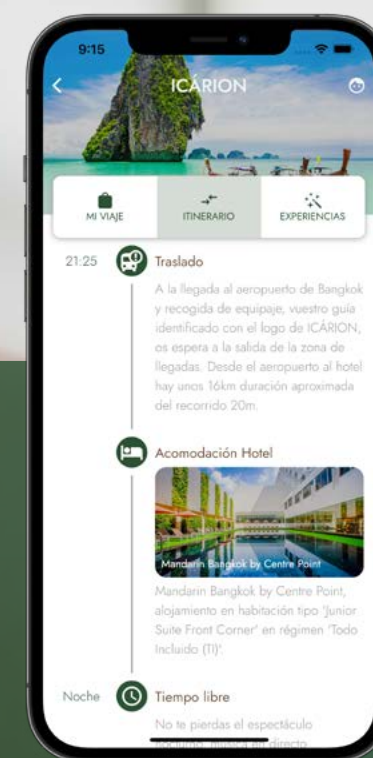 9:15
ICÁRION
MI VIAJE
ITINERARIO
EXPERIENCIAS
21:25
Traslado
A la llegada al aeropuerto de Bangkok
y recogida de equipaje, vuestro guía
identificado con el logo de ICÁRION,
os espera a la salida de la zona de
llegadas. Desde el aeropuerto al hotel
hay unos 16km duración aproximada
del recorrido 20m.
Acomodación Hotel
Mandarin Bangkok by Centre Point
Mandarin Bangkok by Centre Point,
alojamiento en habitación tipo 'Junior
Suite Front Corner' en régimen 'Todo
Incluido (TI)'.
Noche
Tiempo libre
No te pierdas el espectáculo
nocturno, música en directo